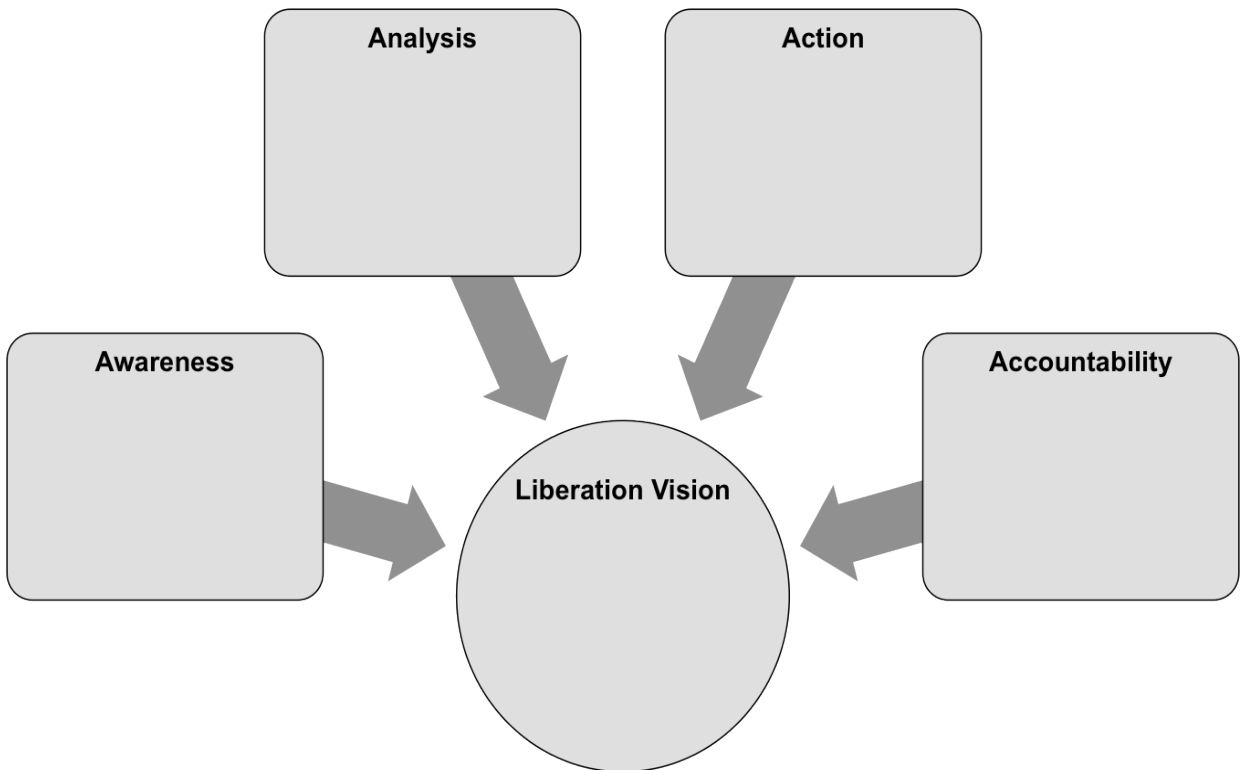 Analysis
Action
Awareness
Accountability
Liberation Vision